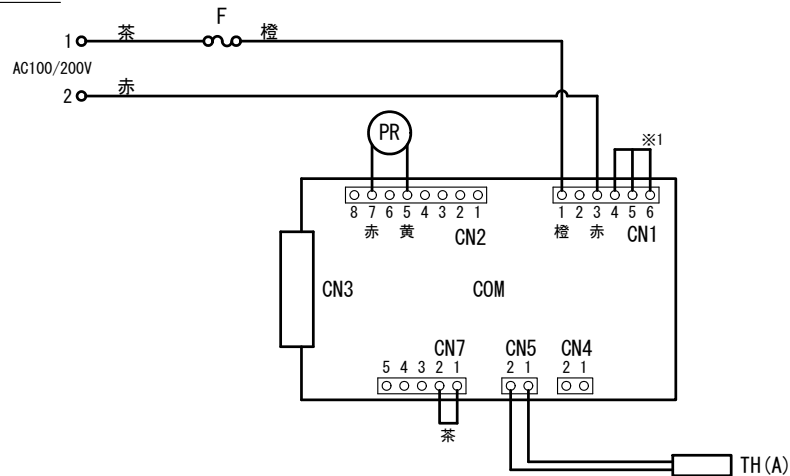 F
1 茶 橙
AC100/200V
2 赤
PR
※1
8 7 6 5 4 3 2 1
1 2 3 4 5 6
赤 黄
橙 赤
CN2
CN1
CN3
COM
CN7
CN5
CN4
5 4 3 2 1
2 1
2 1
茶
TH(A)